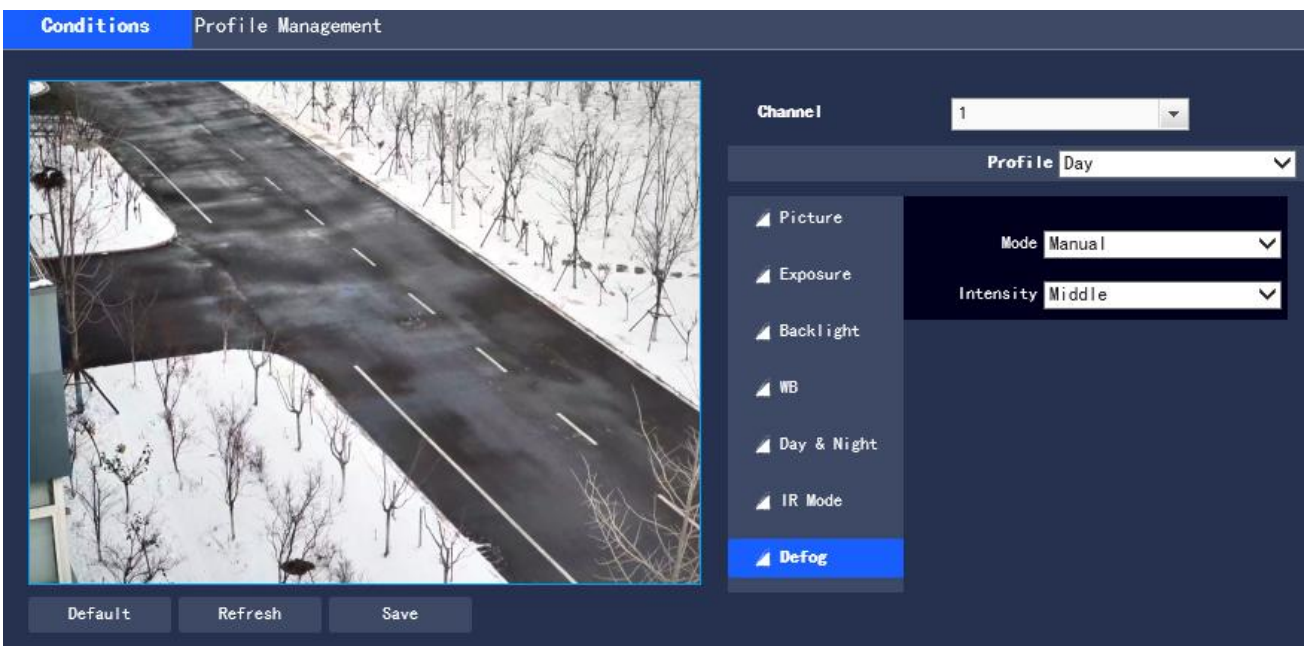 Conditions Profile Management
Channel 1
Profile Day
Picture
Mode Manual
Exposure
Intensity Middle
Backlight
WB
Day & Night
IR Mode
Defog
Default Refresh Save